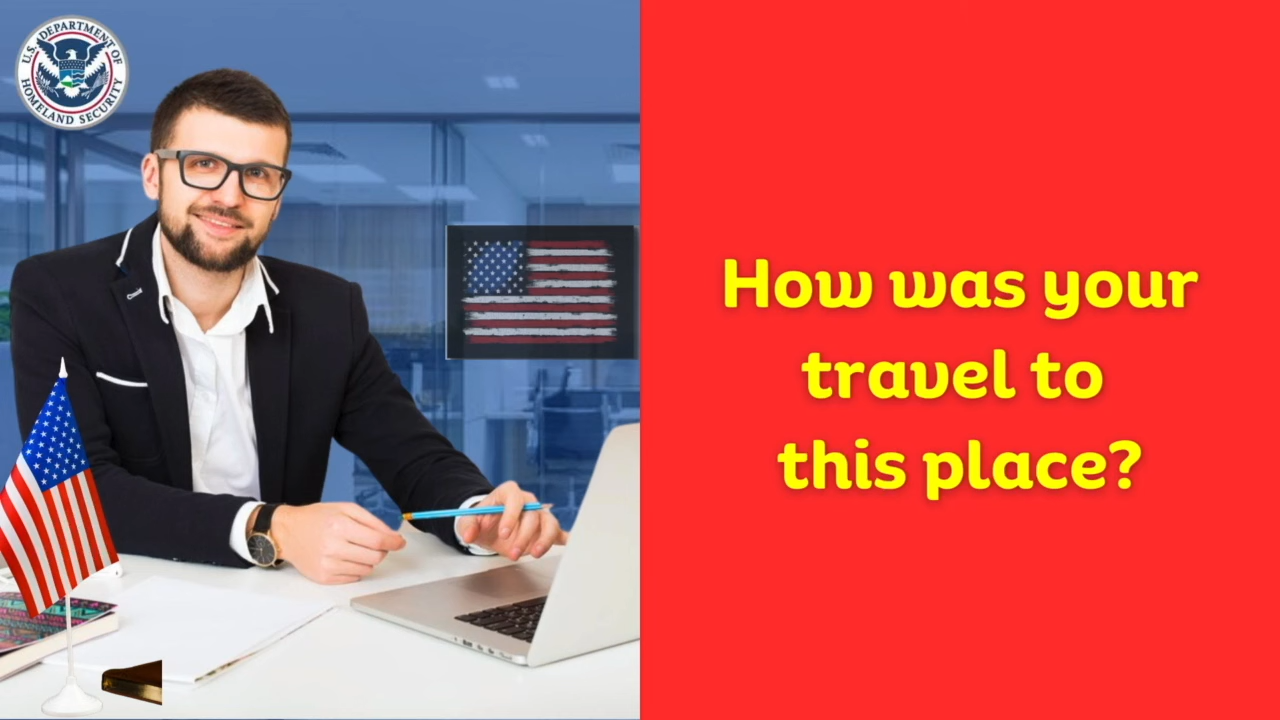 U.S. DEPARTMENT OF
HOMELAND SECURITY
How was your
travel to
this place?